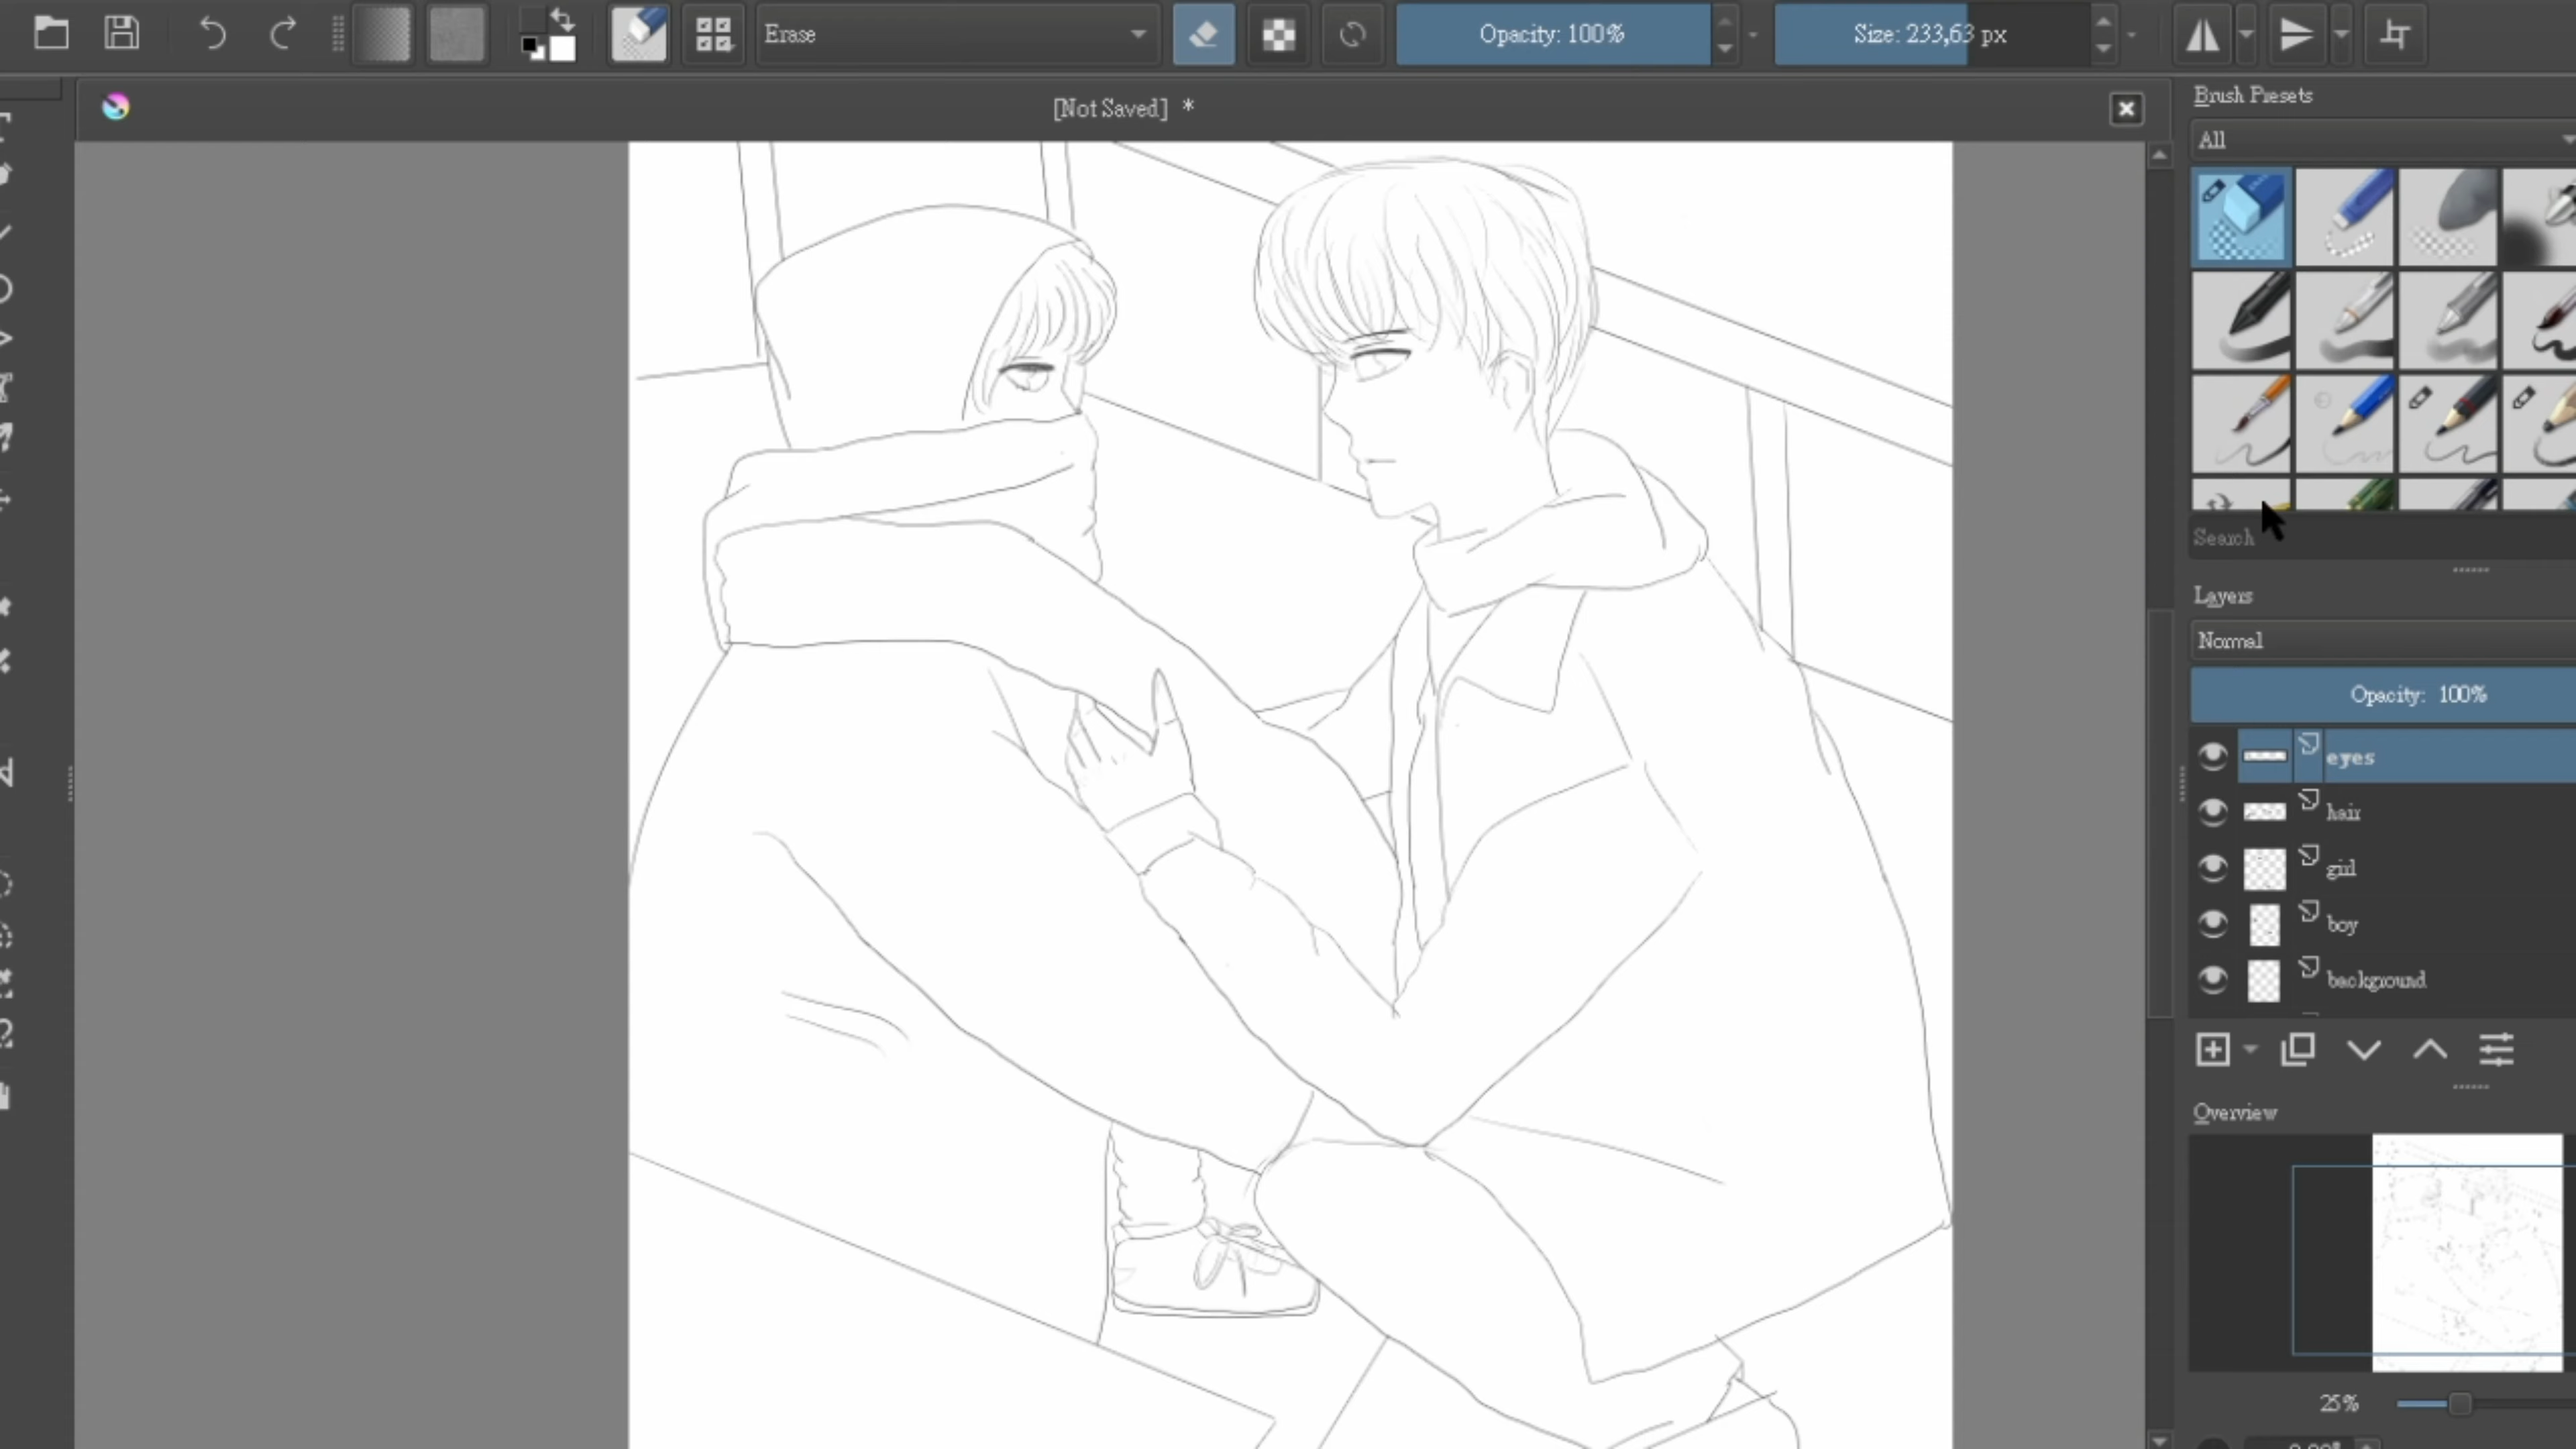 Erase
Opacity: 100%
Size: 233,63 px
[Not Saved] *
Brush Presets
All
Search
Layers
Normal
Opacity: 100%
eyes
hair
girl
boy
background
Overview
25%